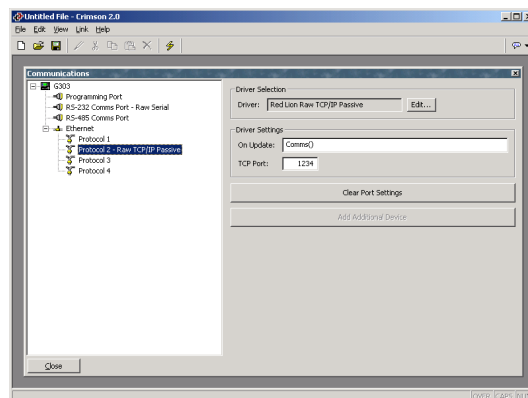 Untitled File - Crimson 2.0
File Edit View Link Help
Communications
G303
Programming Port
RS-232 Comms Port - Raw Serial
RS-485 Comms Port
Ethernet
Protocol 1
Protocol 2 - Raw TCP/IP Passive
Protocol 3
Protocol 4
Driver Selection
Driver: Red Lion Raw TCP/IP Passive Edit...
Driver Settings
On Update: Comms()
TCP Port: 1234
Clear Port Settings
Add Additional Device
Close
OVER CAPS NUM